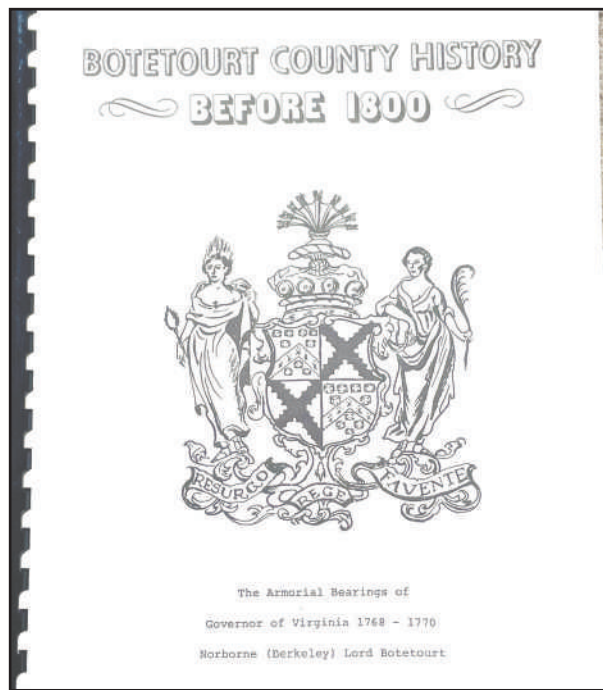 BOTETOURT COUNTY HISTORY
BEFORE 1800
RESURGO REGE FAVENTE
The Armorial Bearings of
Governor of Virginia 1768 - 1770
Norborne (Berkeley) Lord Botetourt